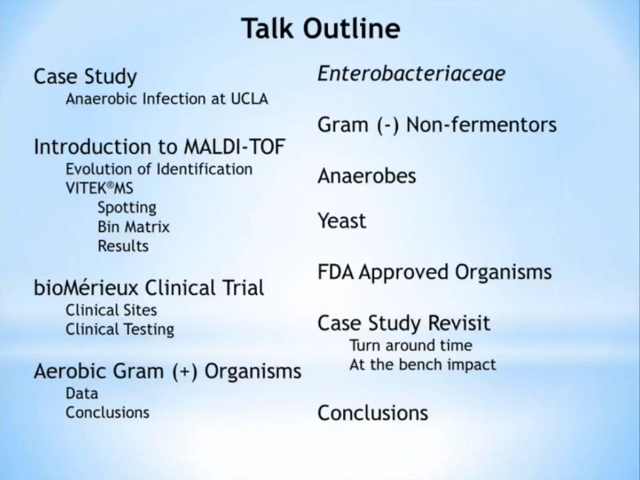 Talk Outline
Case Study
Anaerobic Infection at UCLA
Introduction to MALDI-TOF
Evolution of Identification
VITEK®MS
Spotting
Bin Matrix
Results
bioMérieux Clinical Trial
Clinical Sites
Clinical Testing
Aerobic Gram (+) Organisms
Data
Conclusions
Enterobacteriaceae
Gram (-) Non-fermentors
Anaerobes
Yeast
FDA Approved Organisms
Case Study Revisit
Turn around time
At the bench impact
Conclusions